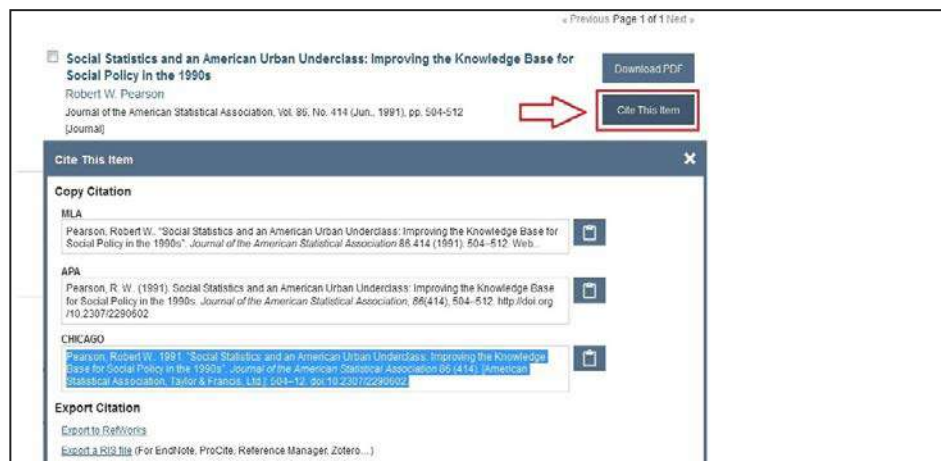 « Previous Page 1 of 1 Next »
Social Statistics and an American Urban Underclass: Improving the Knowledge Base for
Social Policy in the 1990s
Download PDF
Robert W. Pearson
Journal of the American Statistical Association, Vol. 86, No. 414 (Jun., 1991), pp. 504-512
Cite This Item
[Journal]
Cite This Item
Copy Citation
MLA
Pearson, Robert W.. "Social Statistics and an American Urban Underclass: Improving the Knowledge Base for
Social Policy in the 1990s". Journal of the American Statistical Association 86.414 (1991): 504–512. Web...
APA
Pearson, R. W.. (1991). Social Statistics and an American Urban Underclass: Improving the Knowledge Base
for Social Policy in the 1990s. Journal of the American Statistical Association, 86(414), 504–512. http://doi.org
/10.2307/2290602
CHICAGO
Pearson, Robert W.. 1991. "Social Statistics and an American Urban Underclass: Improving the Knowledge
Base for Social Policy in the 1990s". Journal of the American Statistical Association 86 (414). [American
Statistical Association, Taylor & Francis, Ltd.]: 504–12. doi:10.2307/2290602.
Export Citation
Export to RefWorks
Export a RIS file (For EndNote, ProCite, Reference Manager, Zotero…)